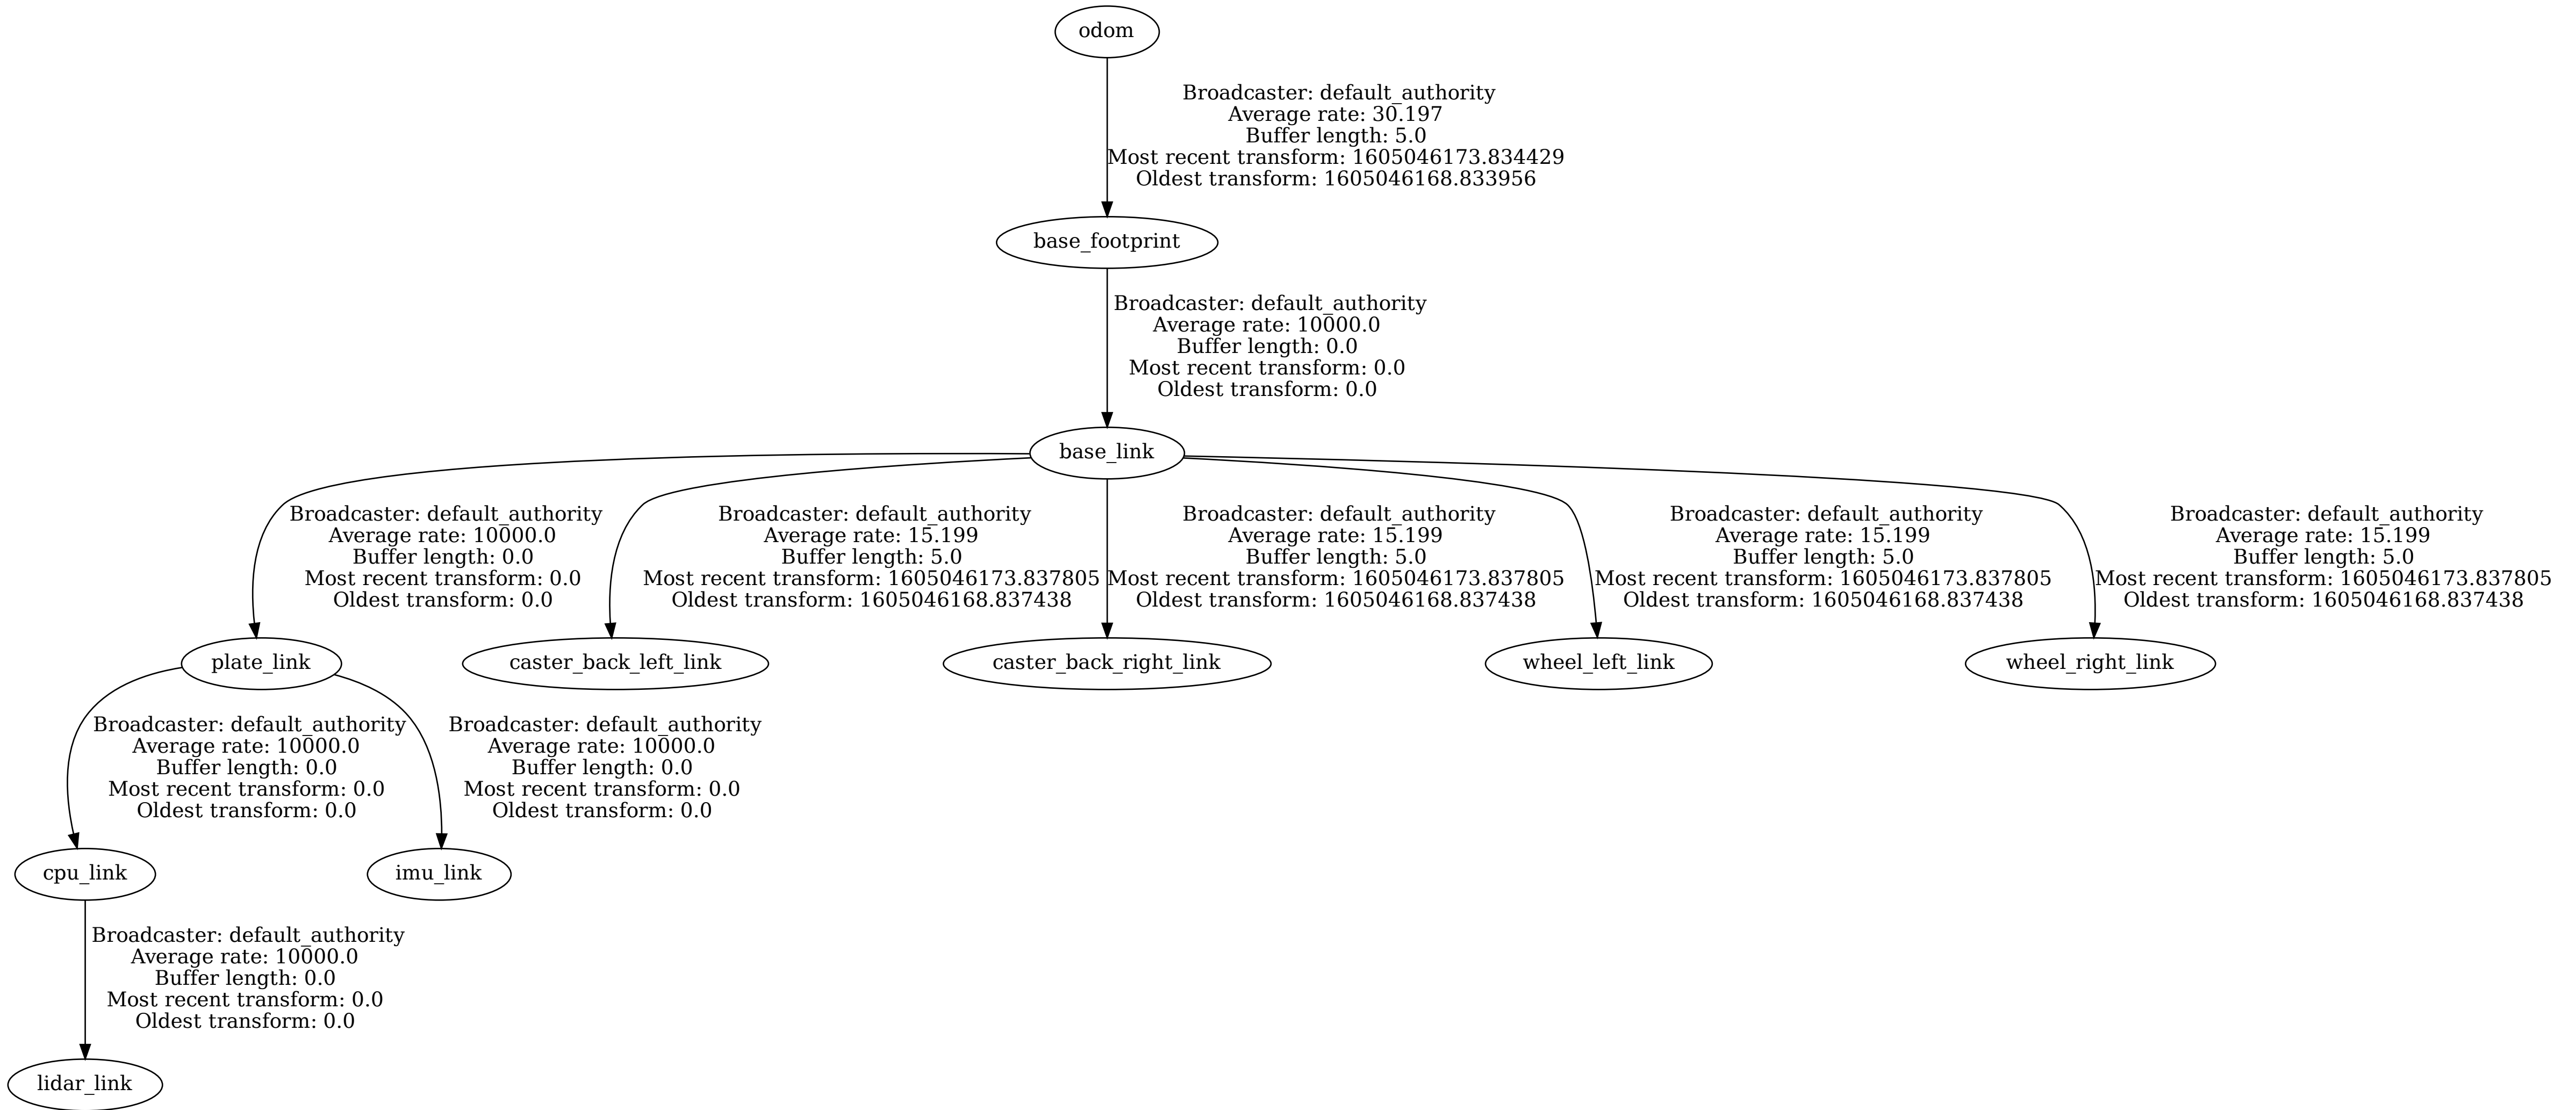 odom
Broadcaster: default_authority
Average rate: 30.197
Buffer length: 5.0
Most recent transform: 1605046173.834429
Oldest transform: 1605046168.833956
base_footprint
Broadcaster: default_authority
Average rate: 10000.0
Buffer length: 0.0
Most recent transform: 0.0
Oldest transform: 0.0
base_link
Broadcaster: default_authority
Average rate: 10000.0
Buffer length: 0.0
Most recent transform: 0.0
Oldest transform: 0.0
Broadcaster: default_authority
Average rate: 15.199
Buffer length: 5.0
Most recent transform: 1605046173.837805
Oldest transform: 1605046168.837438
Broadcaster: default_authority
Average rate: 15.199
Buffer length: 5.0
Most recent transform: 1605046173.837805
Oldest transform: 1605046168.837438
Broadcaster: default_authority
Average rate: 15.199
Buffer length: 5.0
Most recent transform: 1605046173.837805
Oldest transform: 1605046168.837438
Broadcaster: default_authority
Average rate: 15.199
Buffer length: 5.0
Most recent transform: 1605046173.837805
Oldest transform: 1605046168.837438
plate_link
caster_back_left_link
caster_back_right_link
wheel_left_link
wheel_right_link
Broadcaster: default_authority
Average rate: 10000.0
Buffer length: 0.0
Most recent transform: 0.0
Oldest transform: 0.0
Broadcaster: default_authority
Average rate: 10000.0
Buffer length: 0.0
Most recent transform: 0.0
Oldest transform: 0.0
cpu_link
imu_link
Broadcaster: default_authority
Average rate: 10000.0
Buffer length: 0.0
Most recent transform: 0.0
Oldest transform: 0.0
lidar_link